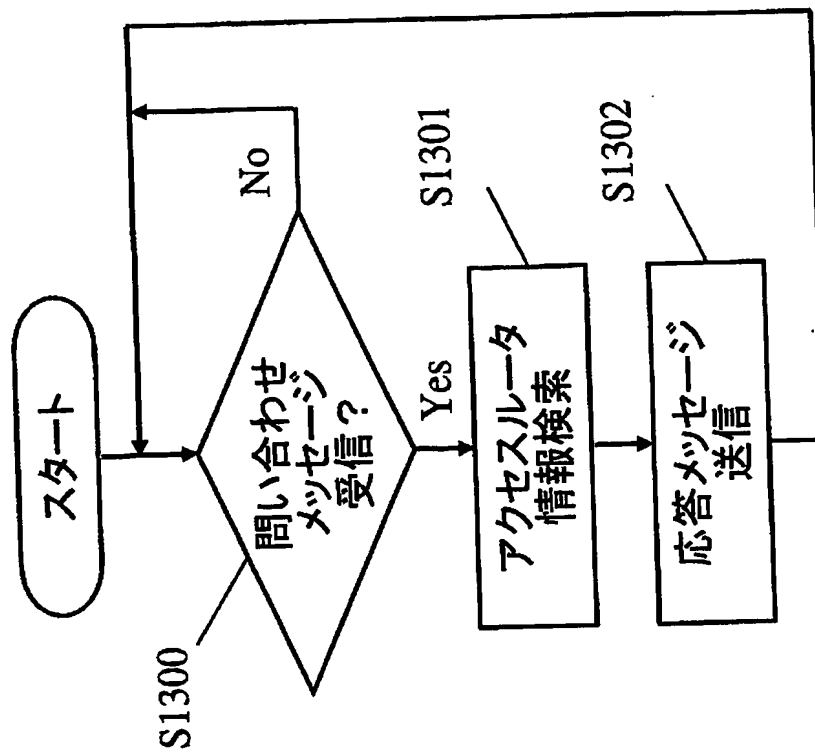 スタート
S1300
問い合わせ
メッセージ
受信?
No
Yes
S1301
アクセスルータ
情報検索
S1302
応答メッセージ
送信